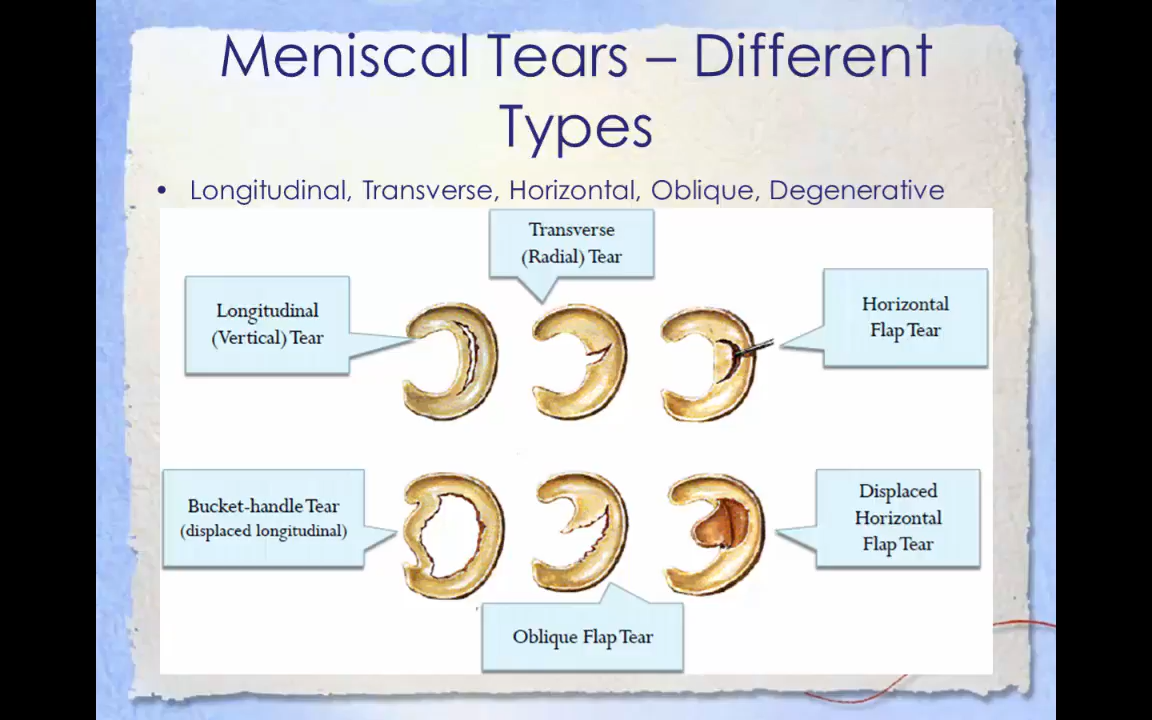 Meniscal Tears – Different
Types
• Longitudinal, Transverse, Horizontal, Oblique, Degenerative
Transverse
(Radial) Tear
Longitudinal
(Vertical) Tear
Horizontal
Flap Tear
Bucket-handle Tear
(displaced longitudinal)
Displaced
Horizontal
Flap Tear
Oblique Flap Tear